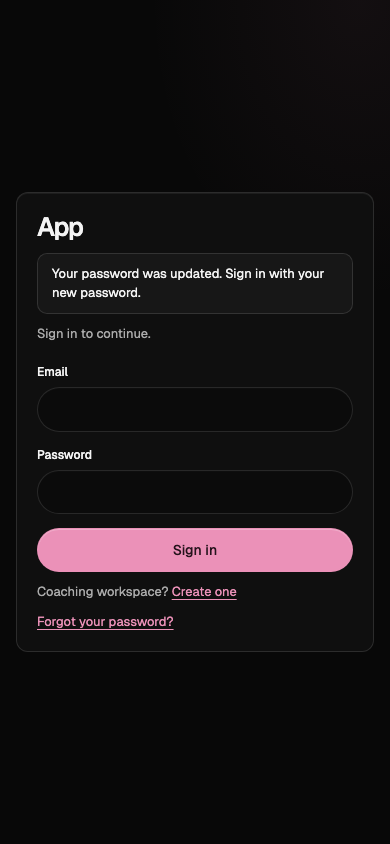 App
Your password was updated. Sign in with your
new password.
Sign in to continue.
Email
Password
Sign in
Coaching workspace? Create one
Forgot your password?